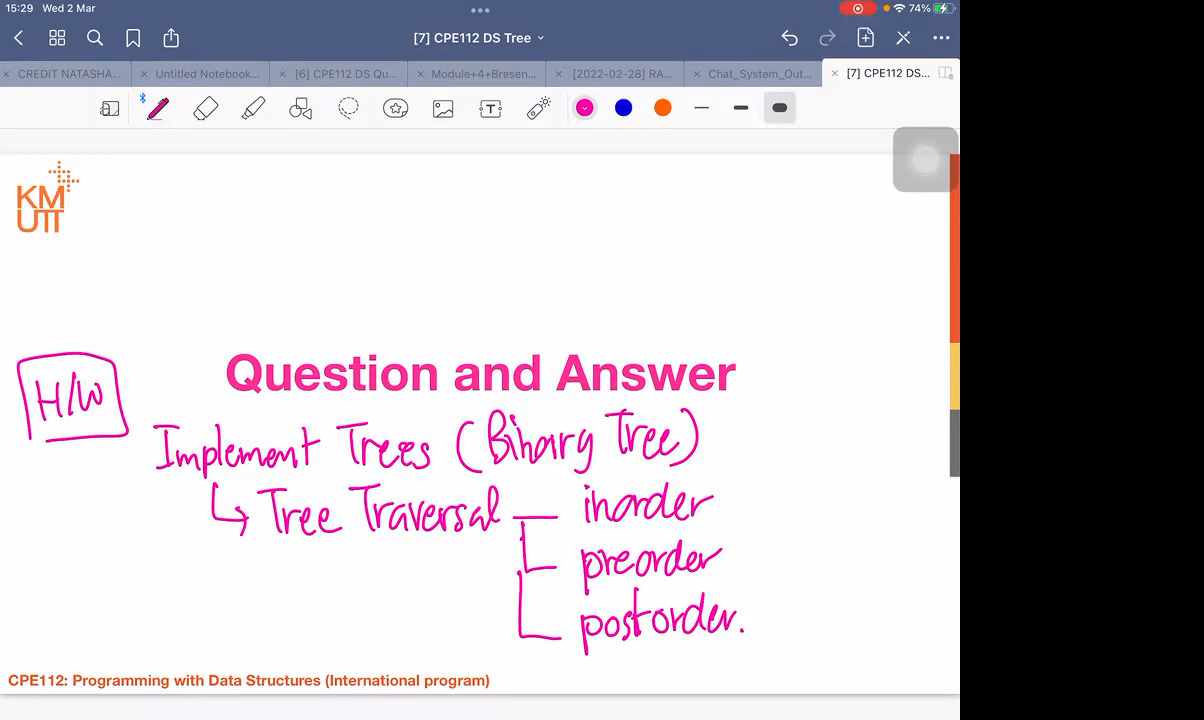 15:29 Wed 2 Mar
74%
[7] CPE112 DS Tree
CREDIT NATASHA...
Untitled Notebook...
[6] CPE112 DS Qu...
Module+4+Bresen...
[2022-02-28] RA...
Chat_System_Out...
[7] CPE112 DS...
KM
UTT
Question and Answer
H/W
Implement Trees (Binary Tree)
↳ Tree Traversal
inorder
preorder
postorder.
CPE112: Programming with Data Structures (International program)